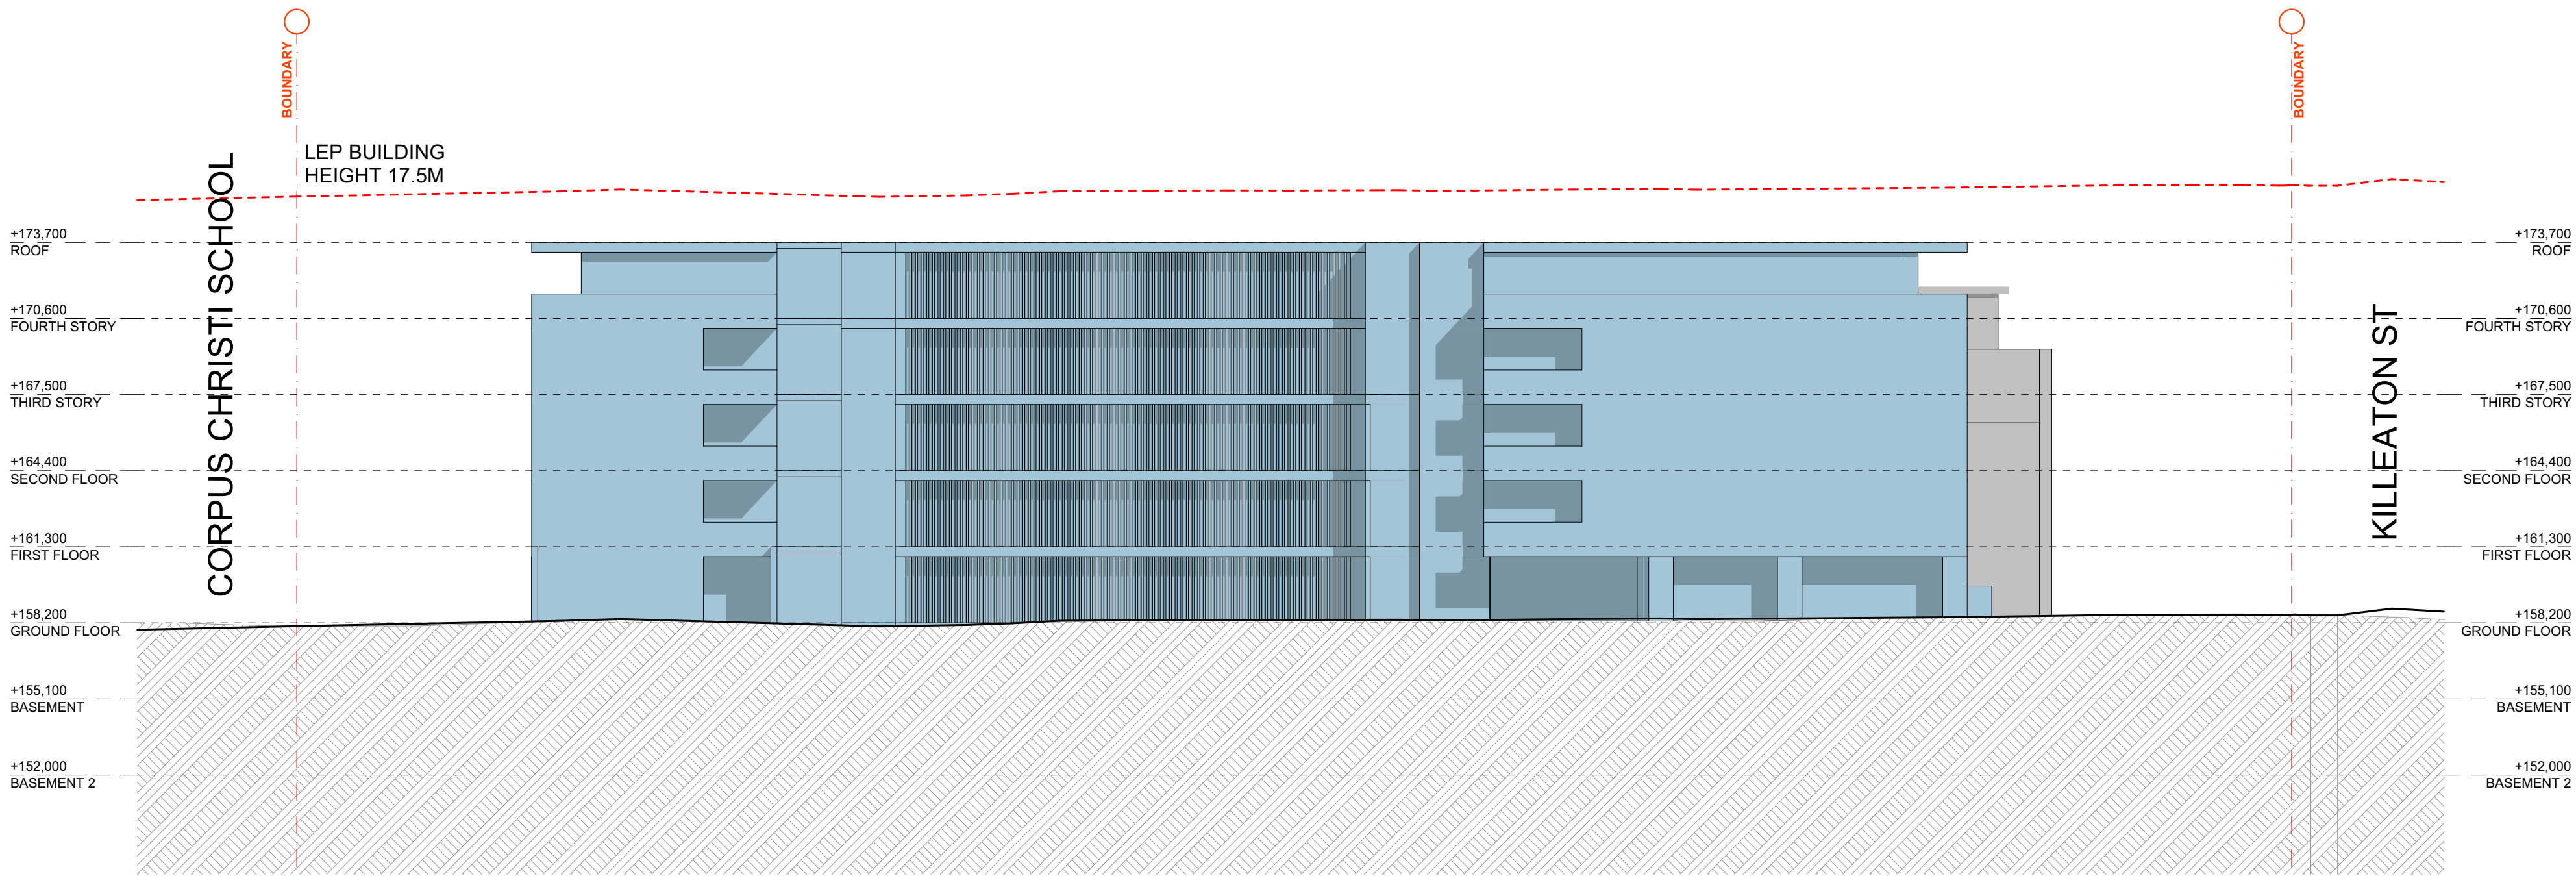 BOUNDARY
BOUNDARY
LEP BUILDING
HEIGHT 17.5M
CORPUS CHRISTI SCHOOL
KILLEATON ST
+173,700
ROOF
+170,600
FOURTH STORY
+167,500
THIRD STORY
+164,400
SECOND FLOOR
+161,300
FIRST FLOOR
+158,200
GROUND FLOOR
+155,100
BASEMENT
+152,000
BASEMENT 2
+173,700
ROOF
+170,600
FOURTH STORY
+167,500
THIRD STORY
+164,400
SECOND FLOOR
+161,300
FIRST FLOOR
+158,200
GROUND FLOOR
+155,100
BASEMENT
+152,000
BASEMENT 2